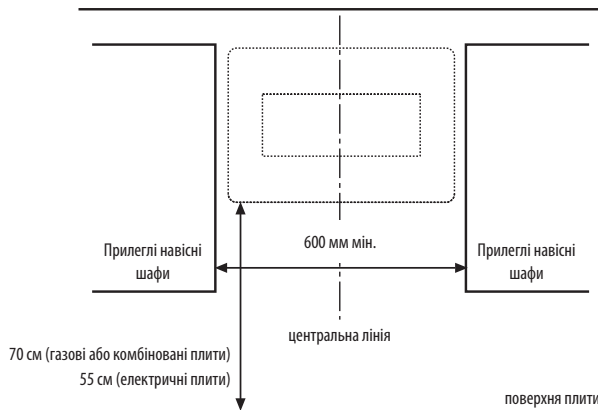 600 мм мін.
Прилеглі навісні
шафи
Прилеглі навісні
шафи
центральна лінія
70 см (газові або комбіновані плити)
55 см (електричні плити)
поверхня плити